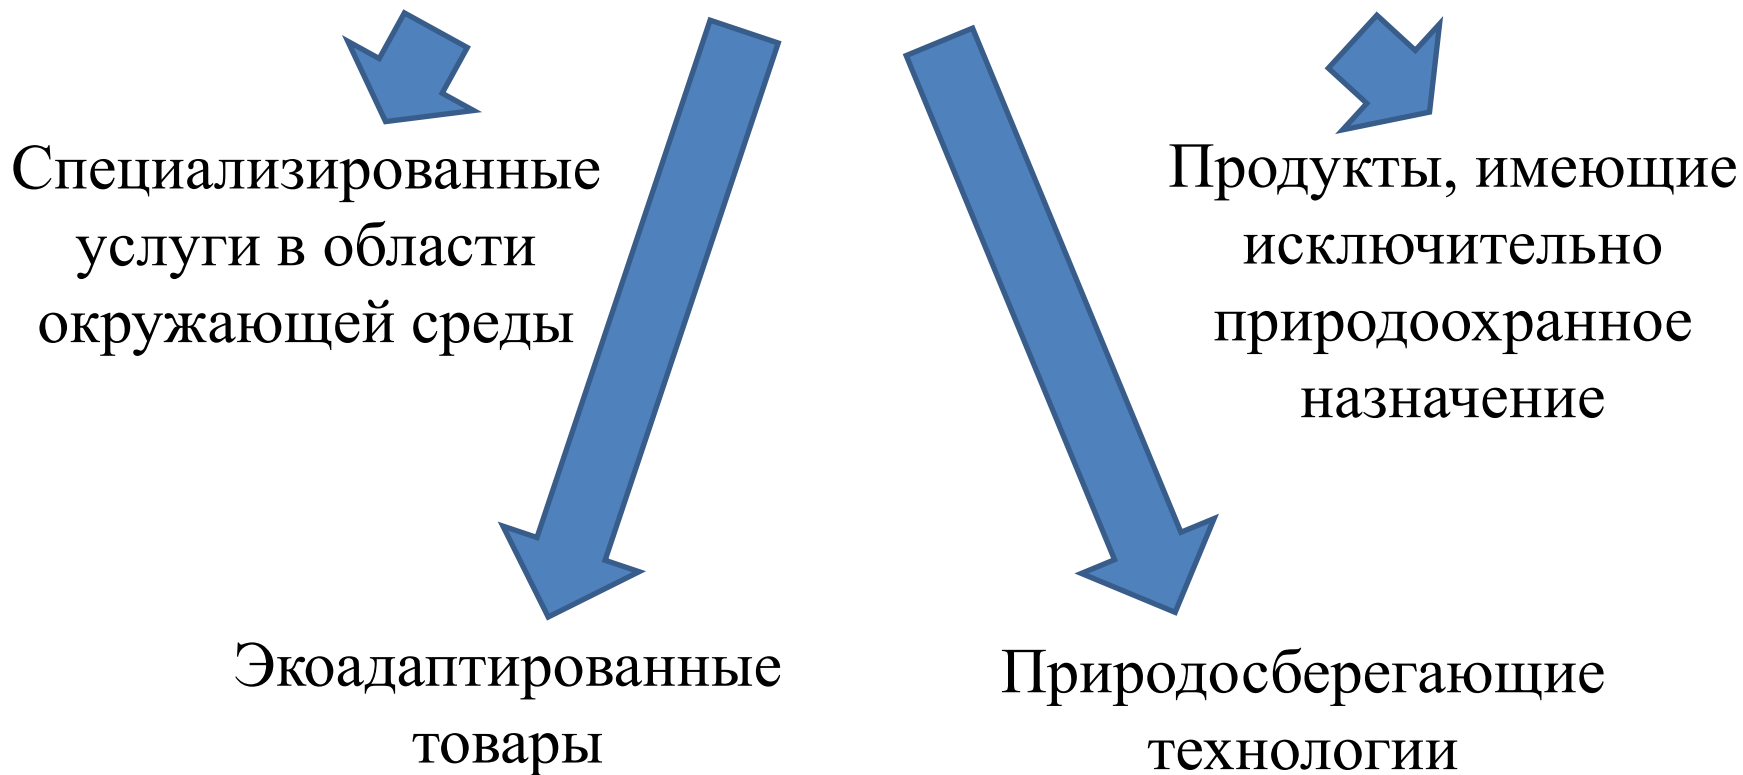 Специализированные
услуги в области
окружающей среды
Продукты, имеющие
исключительно
природоохранное
назначение
Экоадаптированные
товары
Природосберегающие
технологии